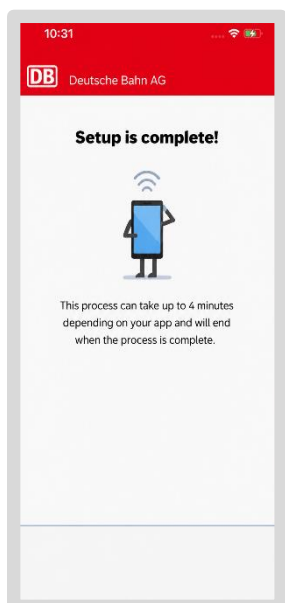 10:31
DB Deutsche Bahn AG
Setup is complete!
This process can take up to 4 minutes
depending on your app and will end
when the process is complete.